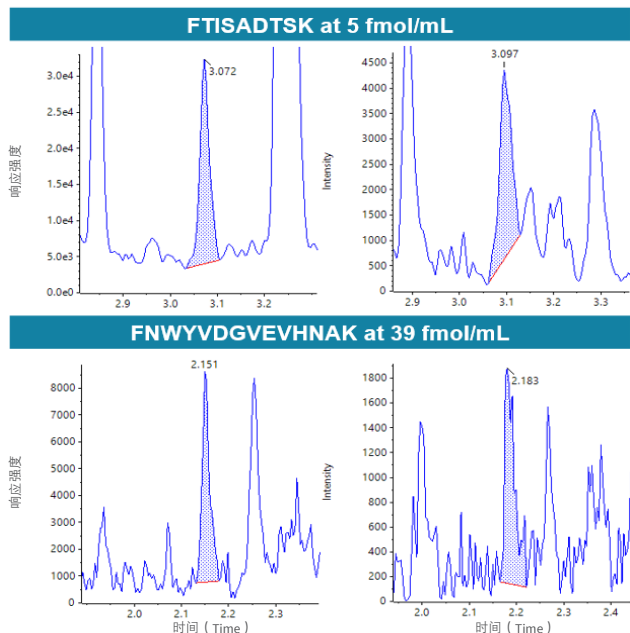 FTISADTSK at 5 fmol/mL
3.072
3.0e4
2.5e4
2.0e4
1.5e4
1.0e4
5.0e3
0.0e0
响应强度
2.9 3.0 3.1 3.2
3.097
4500
4000
3500
3000
2500
2000
1500
1000
500
0
Intensity
2.9 3.0 3.1 3.2 3.3
FNWYVDGVEVHNAK at 39 fmol/mL
2.151
8000
7000
6000
5000
4000
3000
2000
1000
0
响应强度
2.0 2.1 2.2 2.3
时间（Time）
2.183
1800
1600
1400
1200
1000
800
600
400
200
0
Intensity
2.0 2.1 2.2 2.3 2.4
时间（Time）